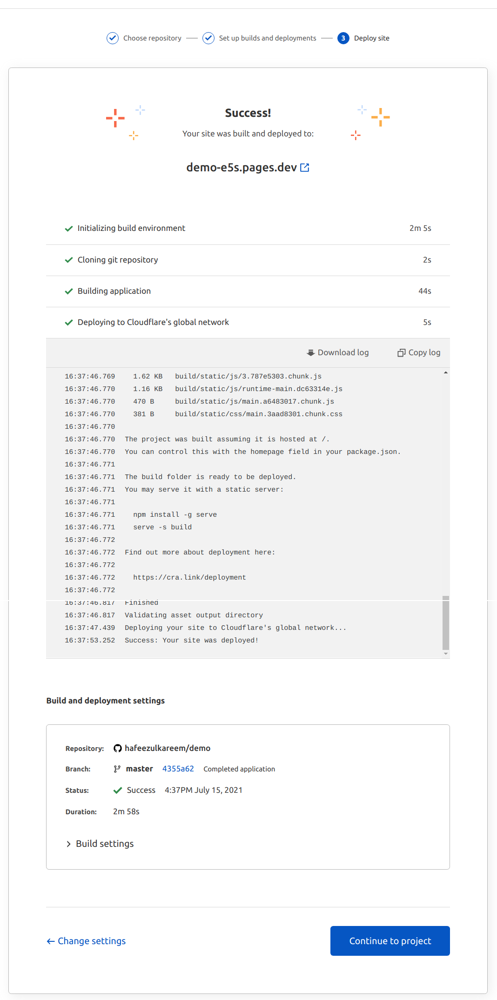 Choose repository Set up builds and deployments 3 Deploy site
Success!
Your site was built and deployed to:
demo-e5s.pages.dev
Initializing build environment 2m 5s
Cloning git repository 2s
Building application 44s
Deploying to Cloudflare's global network 5s
Download log Copy log
16:37:46.769 1.62 KB build/static/js/3.787e5303.chunk.js
16:37:46.770 1.16 KB build/static/js/runtime-main.dc63314e.js
16:37:46.770 470 B build/static/js/main.a6483017.chunk.js
16:37:46.770 381 B build/static/css/main.3aad8301.chunk.css
16:37:46.770
16:37:46.770 The project was built assuming it is hosted at /.
16:37:46.770 You can control this with the homepage field in your package.json.
16:37:46.771
16:37:46.771 The build folder is ready to be deployed.
16:37:46.771 You may serve it with a static server:
16:37:46.771
16:37:46.771 npm install -g serve
16:37:46.771 serve -s build
16:37:46.772
16:37:46.772 Find out more about deployment here:
16:37:46.772
16:37:46.772 https://cra.link/deployment
16:37:46.772
16:37:46.817 Finished
16:37:46.817 Validating asset output directory
16:37:47.439 Deploying your site to Cloudflare's global network...
16:37:53.252 Success: Your site was deployed!
Build and deployment settings
Repository: hafeezulkareem/demo
Branch: master 4355a62 Completed application
Status: Success 4:37PM July 15, 2021
Duration: 2m 58s
Build settings
Change settings Continue to project